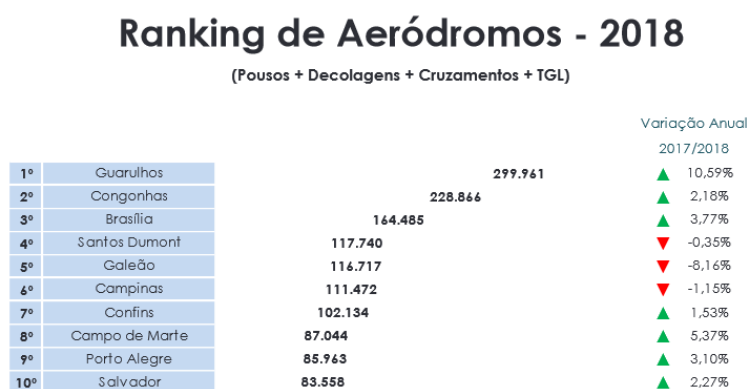 Ranking de Aeródromos - 2018
(Pousos + Decolagens + Cruzamentos + TGL)
Variação Anual
2017/2018
1º Guarulhos 299.961 10,59%
2º Congonhas 228.866 2,18%
3º Brasília 164.485 3,77%
4º Santos Dumont 117.740 -0,35%
5º Galeão 116.717 -8,16%
6º Campinas 111.472 -1,15%
7º Confins 102.134 1,53%
8º Campo de Marte 87.044 5,37%
9º Porto Alegre 85.963 3,10%
10º Salvador 83.558 2,27%